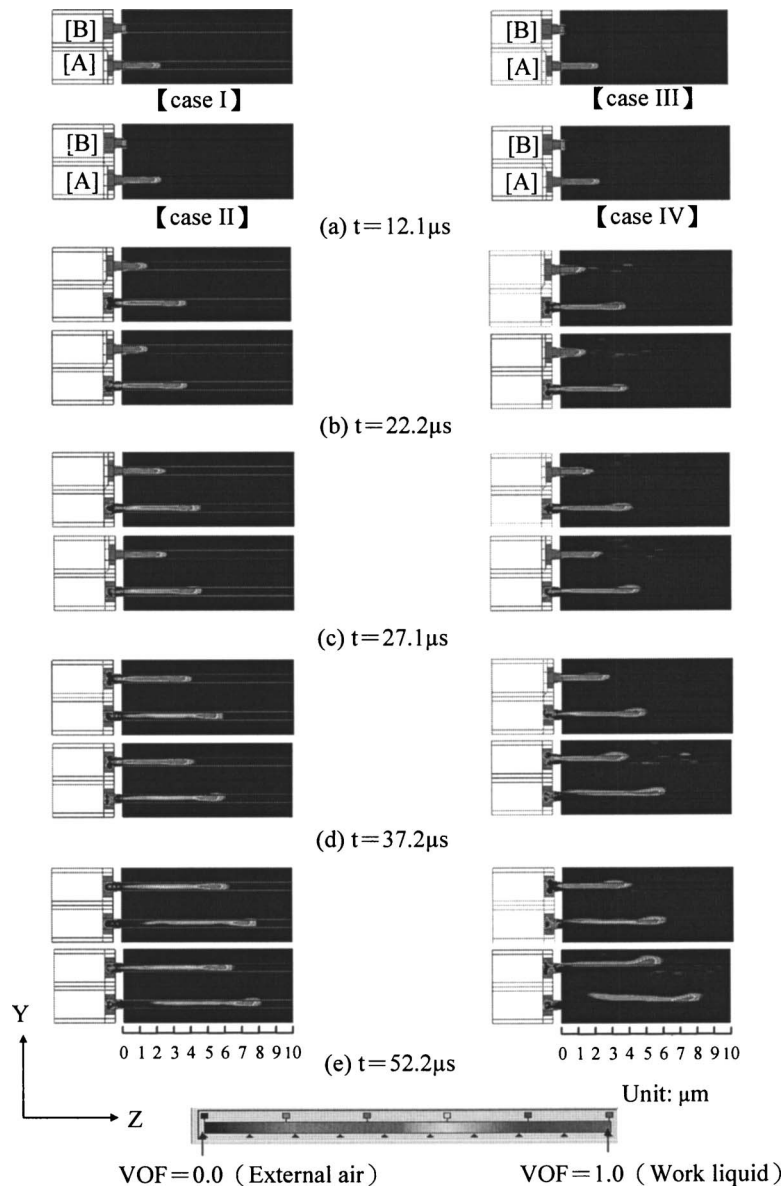 [B]
[A]
【case I】
[B]
[A]
【case III】
[B]
[A]
【case II】
[B]
[A]
【case IV】
(a) t=12.1μs
(b) t=22.2μs
(c) t=27.1μs
(d) t=37.2μs
(e) t=52.2μs
Y
Z
0 1 2 3 4 5 6 7 8 9 10
0 1 2 3 4 5 6 7 8 9 10
Unit: μm
VOF=0.0（External air）
VOF=1.0（Work liquid）